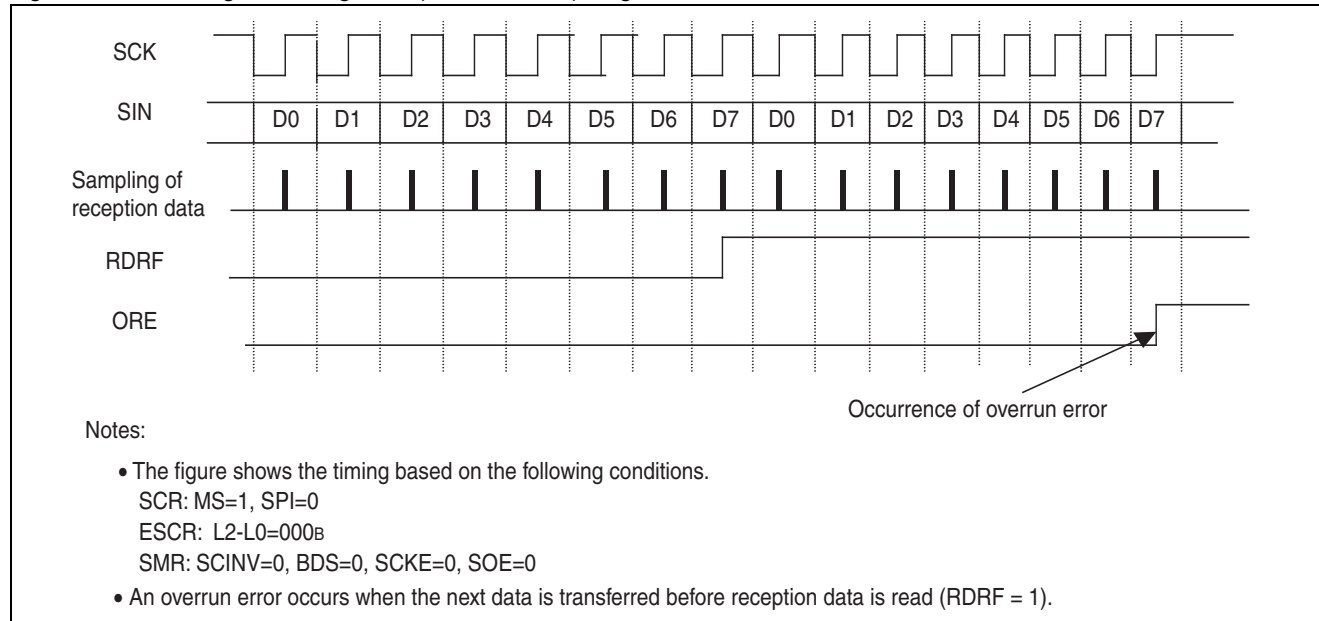 SCK
SIN
D0 D1 D2 D3 D4 D5 D6 D7 D0 D1 D2 D3 D4 D5 D6 D7
Sampling of
reception data
RDRF
ORE
Occurrence of overrun error
Notes:
• The figure shows the timing based on the following conditions.
SCR: MS=1, SPI=0
ESCR: L2-L0=000B
SMR: SCINV=0, BDS=0, SCKE=0, SOE=0
• An overrun error occurs when the next data is transferred before reception data is read (RDRF = 1).